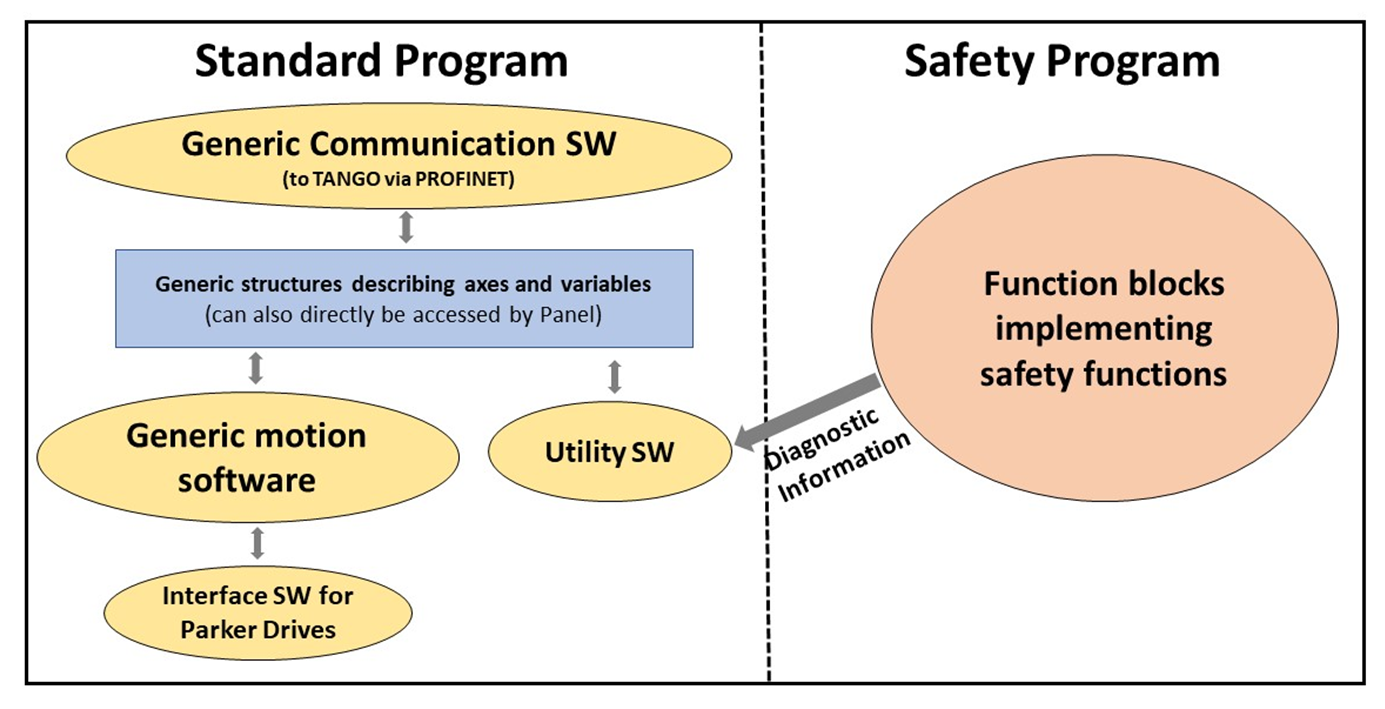 Standard Program
Safety Program
Generic Communication SW
(to TANGO via PROFINET)
Generic structures describing axes and variables
(can also directly be accessed by Panel)
Generic motion
software
Utility SW
Interface SW for
Parker Drives
Diagnostic
Information
Function blocks
implementing
safety functions